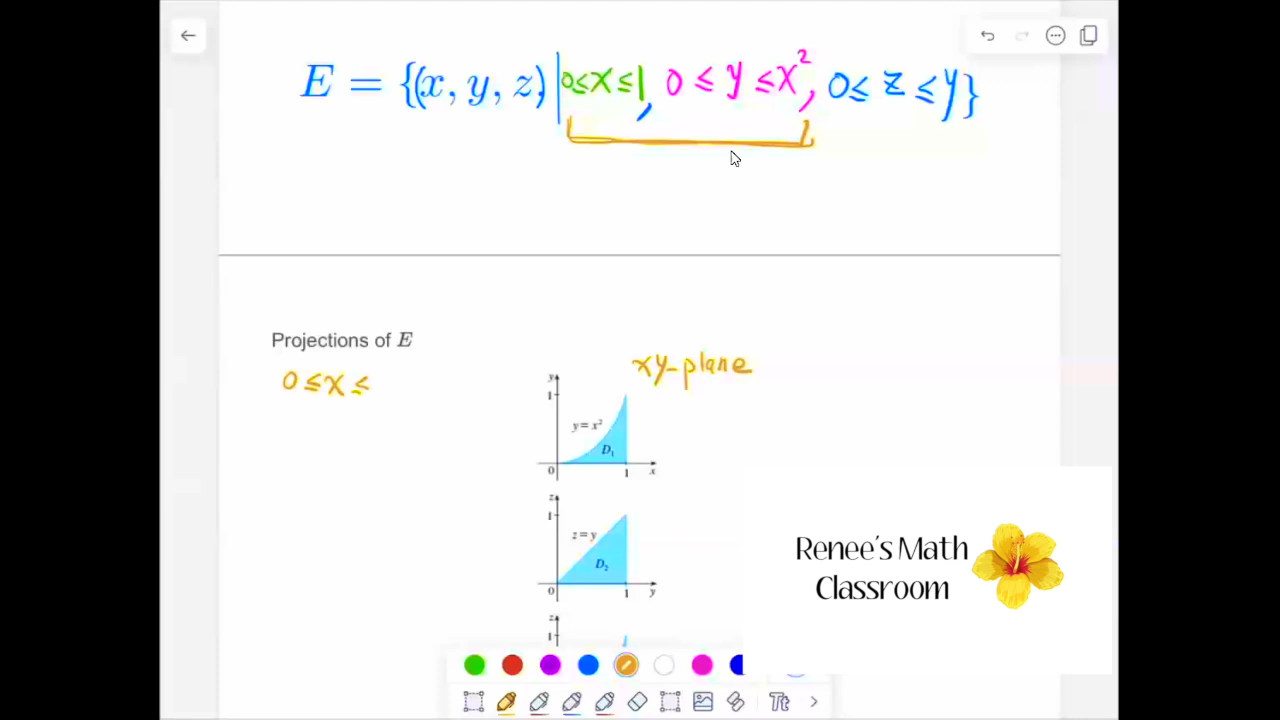 E = {(x, y, z) | 0≤x≤1, 0 ≤ y ≤ x², 0≤ z ≤ y}
Projections of E
0 ≤ x ≤
xy-plane
y
1
y = x²
D₁
0
1
x
z
1
z = y
D₂
0
1
y
z
1
Renee's Math
Classroom
Tt